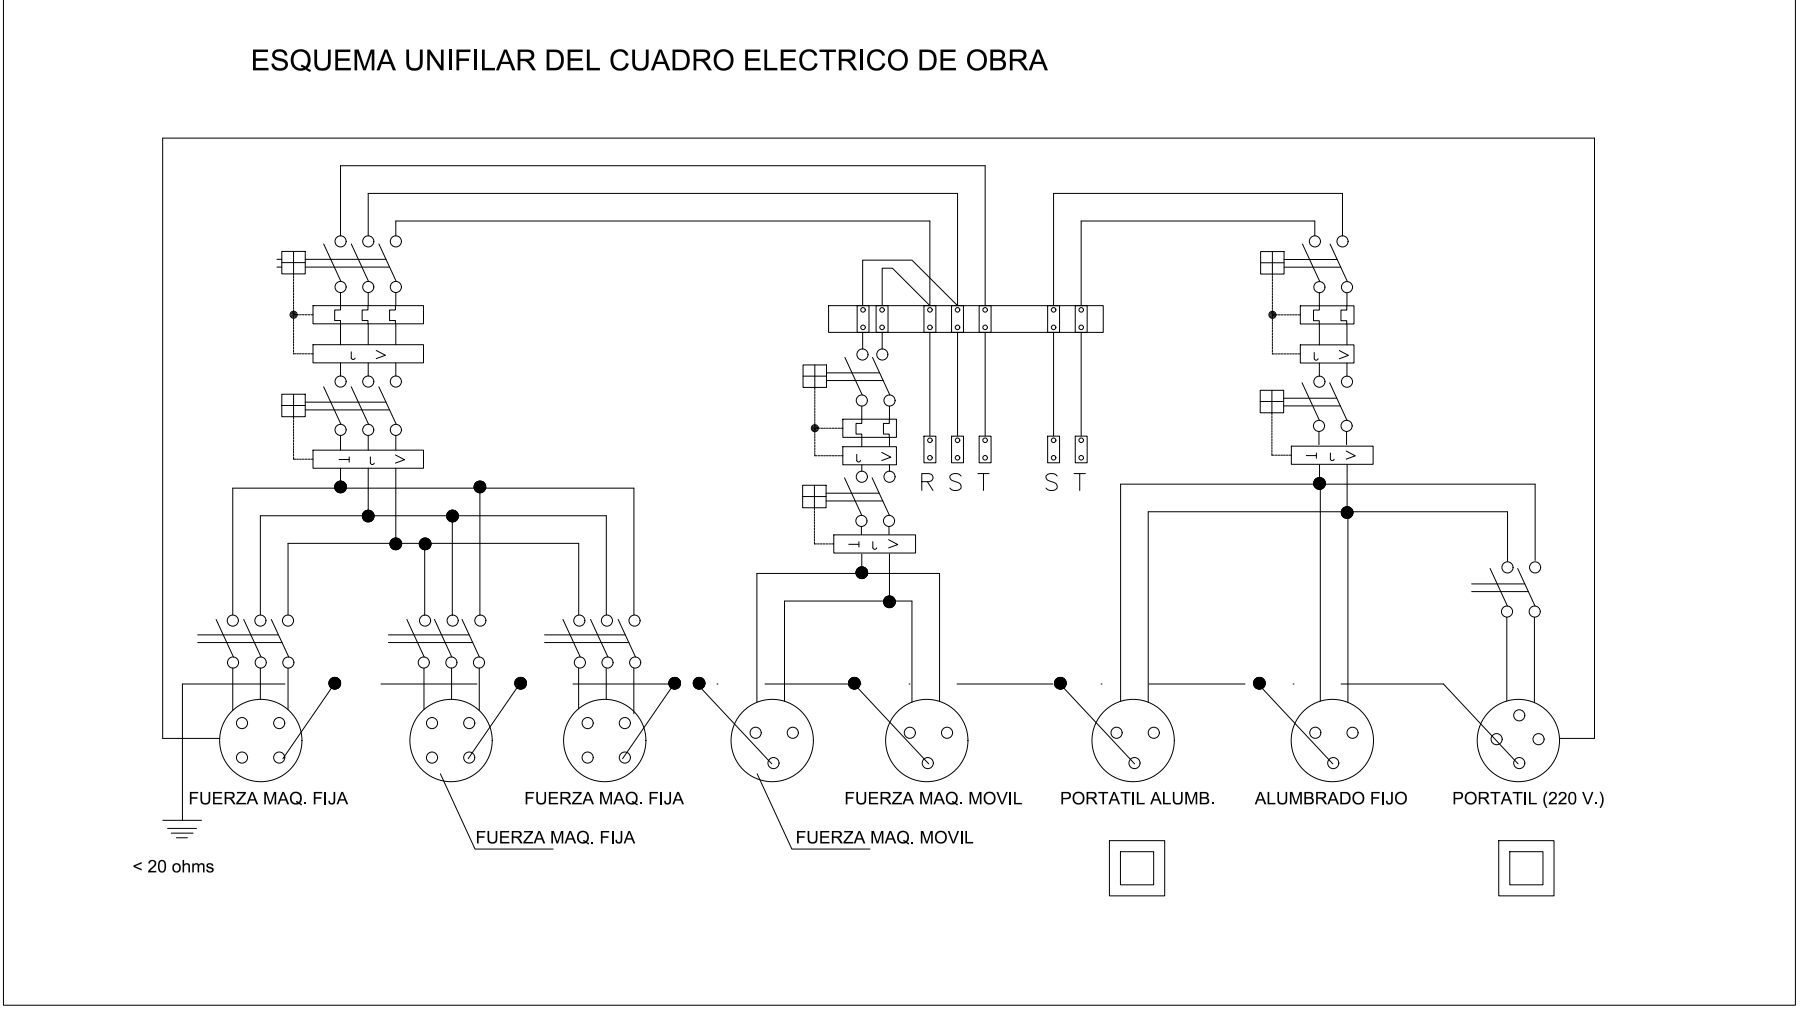 ESQUEMA UNIFILAR DEL CUADRO ELECTRICO DE OBRA
R S T S T
FUERZA MAQ. FIJA
FUERZA MAQ. FIJA
FUERZA MAQ. MOVIL
PORTATIL ALUMB.
ALUMBRADO FIJO
PORTATIL (220 V.)
FUERZA MAQ. FIJA
FUERZA MAQ. MOVIL
< 20 ohms